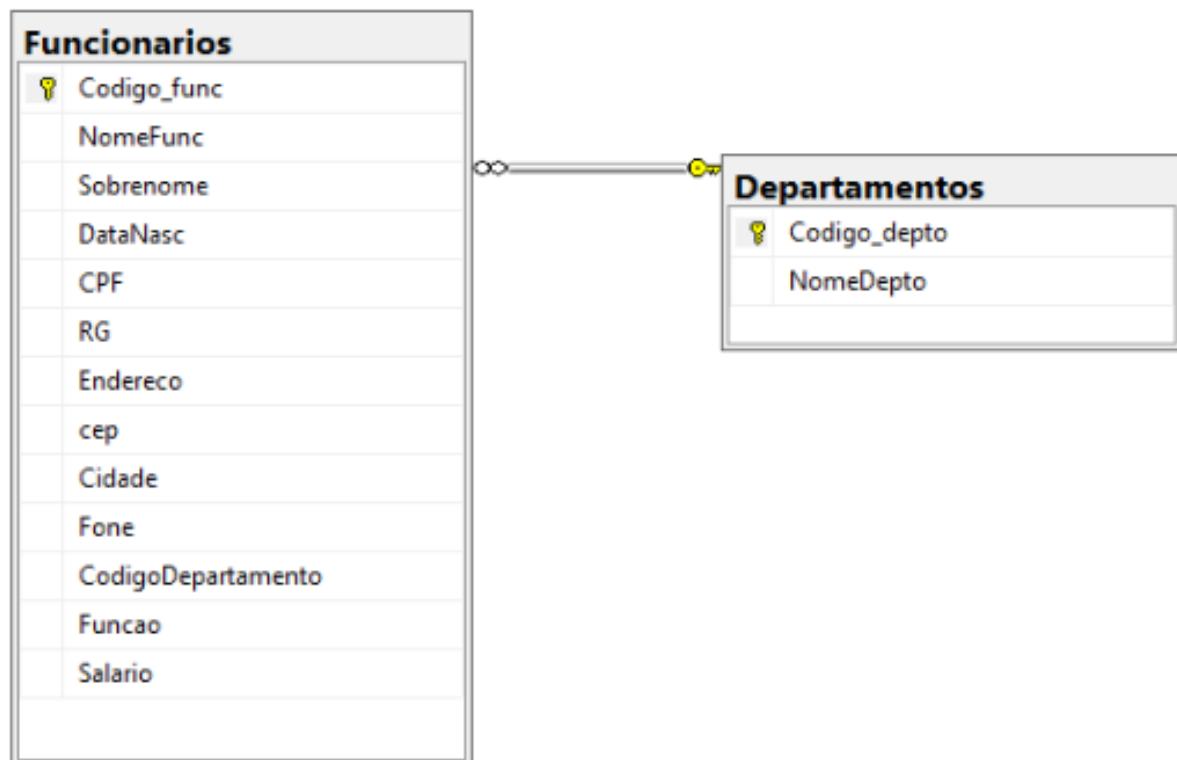 Funcionarios
Codigo_func
NomeFunc
Sobrenome
DataNasc
CPF
RG
Endereco
cep
Cidade
Fone
CodigoDepartamento
Funcao
Salario
Departamentos
Codigo_depto
NomeDepto